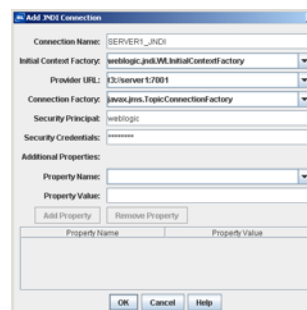 Add JNDI Connection
Connection Name: SERVER1_JNDI
Initial Context Factory: weblogic.jndi.WLInitialContextFactory
Provider URL: t3://server1:7001
Connection Factory: javax.jms.TopicConnectionFactory
Security Principal: weblogic
Security Credentials: ********
Additional Properties:
Property Name:
Property Value:
Add Property Remove Property
Property Name Property Value
OK Cancel Help